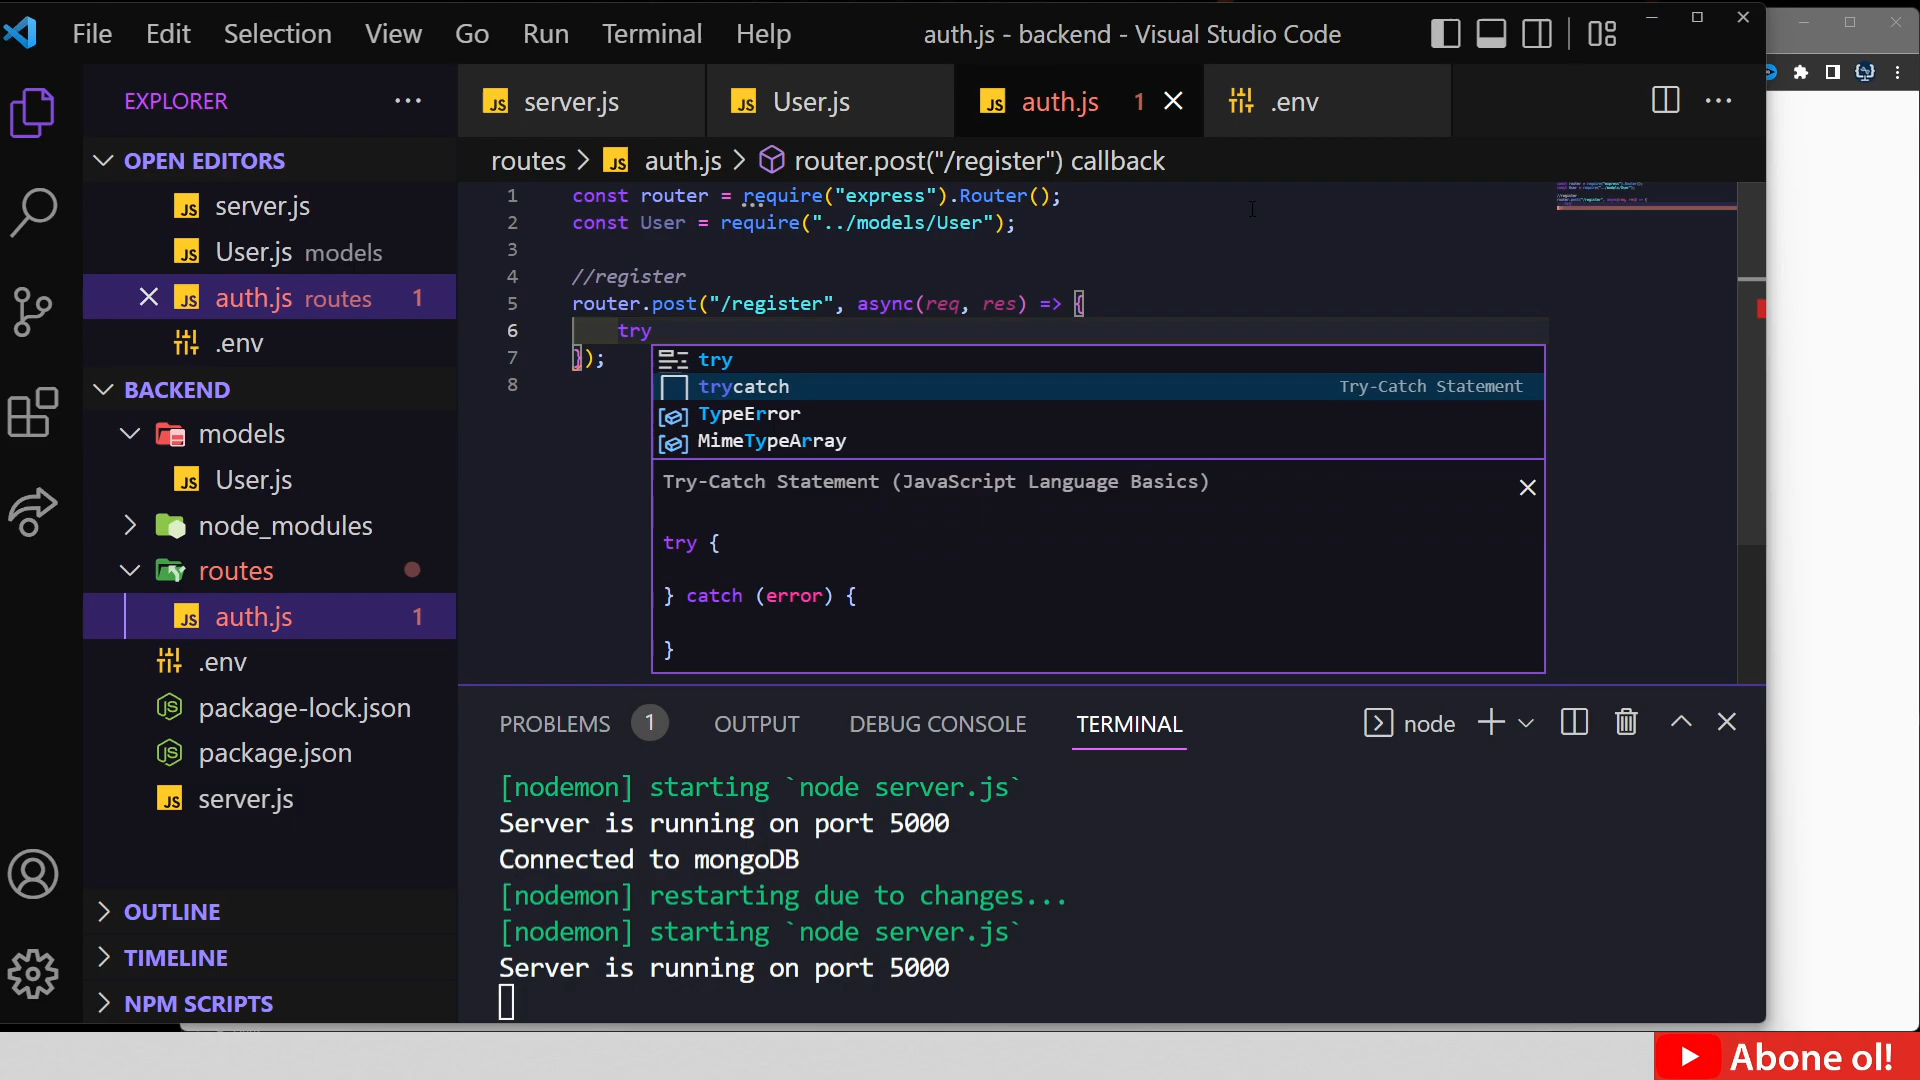 File Edit Selection View Go Run Terminal Help auth.js - backend - Visual Studio Code
EXPLORER
OPEN EDITORS
server.js
User.js models
auth.js routes 1
.env
BACKEND
models
User.js
node_modules
routes
auth.js 1
.env
package-lock.json
package.json
server.js
OUTLINE
TIMELINE
NPM SCRIPTS
server.js User.js auth.js 1 .env
routes > auth.js > router.post("/register") callback
1 const router = require("express").Router();
2 const User = require("../models/User");
3
4 //register
5 router.post("/register", async(req, res) => {
6 try
7 });
8
try
trycatch Try-Catch Statement
TypeError
MimeTypeArray
Try-Catch Statement (JavaScript Language Basics)
try {
} catch (error) {
}
PROBLEMS 1 OUTPUT DEBUG CONSOLE TERMINAL node
[nodemon] starting `node server.js`
Server is running on port 5000
Connected to mongoDB
[nodemon] restarting due to changes...
[nodemon] starting `node server.js`
Server is running on port 5000
Abone ol!